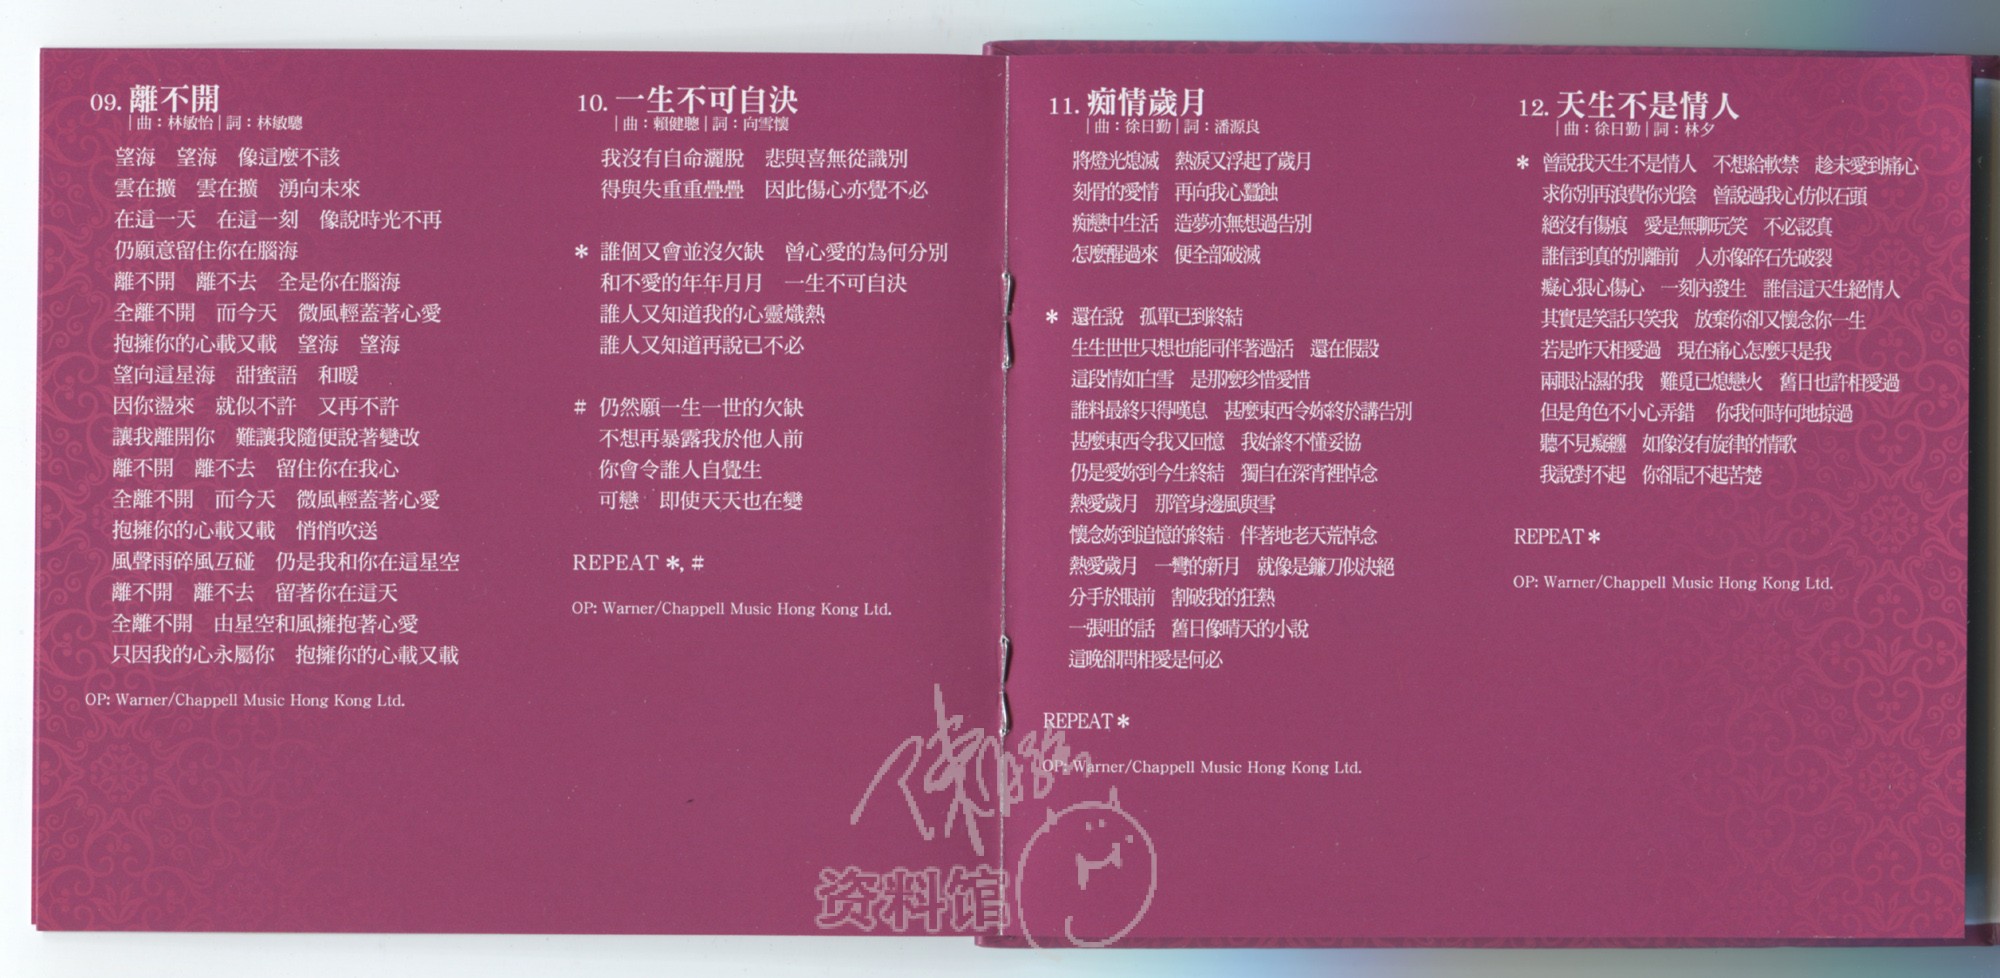 09. 離不開
| 曲：林敏怡 | 詞：林敏驄
望海　望海　像這麼不該
雲在擴　雲在擴　湧向未來
在這一天　在這一刻　像說時光不再
仍願意留住你在腦海
離不開　離不去　全是你在腦海
全離不開　而今天　微風輕蓋著心愛
抱擁你的心載又載　望海　望海
望向這星海　甜蜜語　和暖
因你盪來　就似不許　又再不許
讓我離開你　難讓我隨便說著變改
離不開　離不去　留住你在我心
全離不開　而今天　微風輕蓋著心愛
抱擁你的心載又載　悄悄吹送
風聲雨碎風互碰　仍是我和你在這星空
離不開　離不去　留著你在這天
全離不開　由星空和風擁抱著心愛
只因我的心永屬你　抱擁你的心載又載
OP: Warner/Chappell Music Hong Kong Ltd.
10. 一生不可自決
| 曲：賴健聰 | 詞：向雪懷
我沒有自命灑脫　悲與喜無從識別
得與失重重疊疊　因此傷心亦覺不必
* 誰個又會並沒欠缺　曾心愛的為何分別
和不愛的年年月月　一生不可自決
誰人又知道我的心靈熾熱
誰人又知道再說已不必
# 仍然願一生一世的欠缺
不想再暴露我於他人前
你會令誰人自覺生
可戀　即使天天也在變
REPEAT *, #
OP: Warner/Chappell Music Hong Kong Ltd.
11. 痴情歲月
| 曲：徐日勤 | 詞：潘源良
將燈光熄滅　熱淚又浮起了歲月
刻骨的愛情　再向我心蠶蝕
痴戀中生活　造夢亦無想過告別
怎麼醒過來　便全部破滅
* 還在說　孤單已到終結
生生世世只想也能同伴著過活　還在假設
這段情如白雪　是那麼珍惜愛惜
誰料最終只得嘆息　甚麼東西令妳終於講告別
甚麼東西令我又回憶　我始終不懂妥協
仍是愛妳到今生終結　獨自在深宵裡悼念
熱愛歲月　那管身邊風與雪
懷念妳到追憶的終結　伴著地老天荒悼念
熱愛歲月　一彎的新月　就像是鐮刀似決絕
分手於眼前　割破我的狂熱
一張咀的話　舊日像晴天的小說
這晚卻問相愛是何必
REPEAT *
OP: Warner/Chappell Music Hong Kong Ltd.
12. 天生不是情人
| 曲：徐日勤 | 詞：林夕
* 曾說我天生不是情人　不想給軟禁　趁未愛到痛心
求你別再浪費你光陰　曾說過我心仿似石頭
絕沒有傷痕　愛是無聊玩笑　不必認真
誰信到真的別離前　人亦像碎石先破裂
癡心狠心傷心　一刻內發生　誰信這天生絕情人
其實是笑話只笑我　放棄你卻又懷念你一生
若是昨天相愛過　現在痛心怎麼只是我
兩眼沾濕的我　難覓已熄戀火　舊日也許相愛過
但是角色不小心弄錯　你我何時何地掠過
聽不見癡纏　如像沒有旋律的情歌
我說對不起　你卻記不起苦楚
REPEAT *
OP: Warner/Chappell Music Hong Kong Ltd.
资料馆